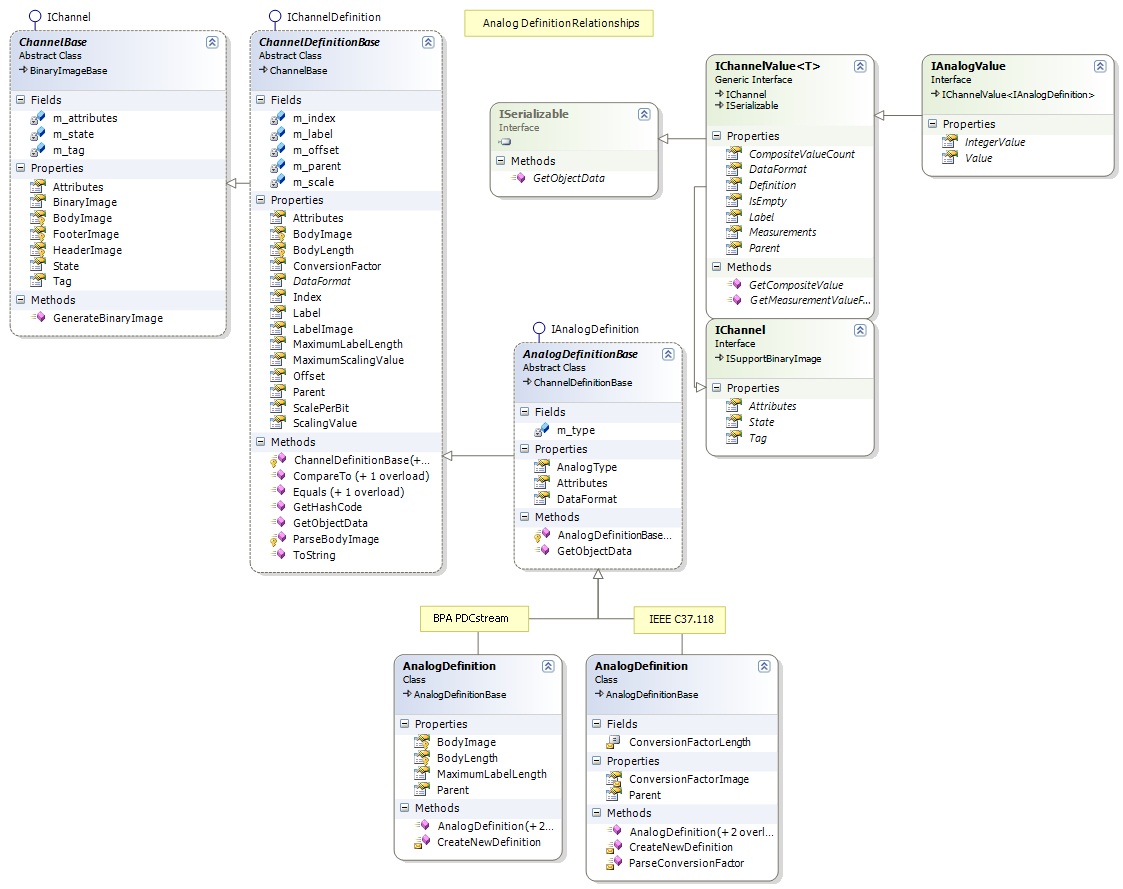 IChannel
ChannelBase
Abstract Class
BinaryImageBase
Fields
m_attributes
m_state
m_tag
Properties
Attributes
BinaryImage
BodyImage
FooterImage
HeaderImage
State
Tag
Methods
GenerateBinaryImage
IChannelDefinition
ChannelDefinitionBase
Abstract Class
ChannelBase
Fields
m_index
m_label
m_offset
m_parent
m_scale
Properties
Attributes
BodyImage
BodyLength
ConversionFactor
DataFormat
Index
Label
LabelImage
MaximumLabelLength
MaximumScalingValue
Offset
Parent
ScalePerBit
ScalingValue
Methods
ChannelDefinitionBase(+...
CompareTo (+ 1 overload)
Equals (+ 1 overload)
GetHashCode
GetObjectData
ParseBodyImage
ToString
Analog DefinitionRelationships
ISerializable
Interface
Methods
GetObjectData
IChannelValue<T>
Generic Interface
IChannel
ISerializable
Properties
CompositeValueCount
DataFormat
Definition
IsEmpty
Label
Measurements
Parent
Methods
GetCompositeValue
GetMeasurementValueF...
IAnalogValue
Interface
IChannelValue<IAnalogDefinition>
Properties
IntegerValue
Value
IChannel
Interface
ISupportBinaryImage
Properties
Attributes
State
Tag
IAnalogDefinition
AnalogDefinitionBase
Abstract Class
ChannelDefinitionBase
Fields
m_type
Properties
AnalogType
Attributes
DataFormat
Methods
AnalogDefinitionBase...
GetObjectData
BPA PDCstream
IEEE C37.118
AnalogDefinition
Class
AnalogDefinitionBase
Properties
BodyImage
BodyLength
MaximumLabelLength
Parent
Methods
AnalogDefinition(+ 2...
CreateNewDefinition
AnalogDefinition
Class
AnalogDefinitionBase
Fields
ConversionFactorLength
Properties
ConversionFactorImage
Parent
Methods
AnalogDefinition(+ 2 overl...
CreateNewDefinition
ParseConversionFactor